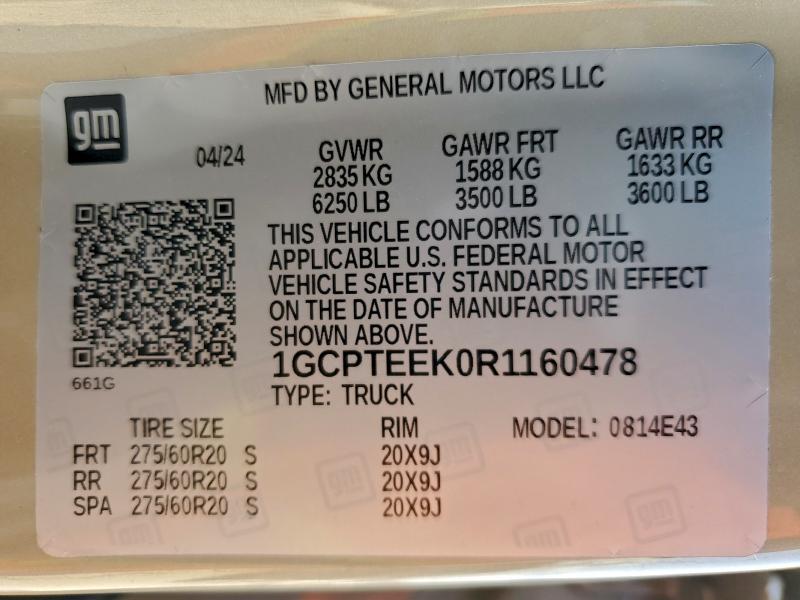 MFD BY GENERAL MOTORS LLC
gm
04/24
GVWR GAWR FRT GAWR RR
2835 KG 1588 KG 1633 KG
6250 LB 3500 LB 3600 LB
THIS VEHICLE CONFORMS TO ALL
APPLICABLE U.S. FEDERAL MOTOR
VEHICLE SAFETY STANDARDS IN EFFECT
ON THE DATE OF MANUFACTURE
SHOWN ABOVE.
661G
1GCPTEEK0R1160478
TYPE: TRUCK
TIRE SIZE RIM MODEL: 0814E43
FRT 275/60R20 S 20X9J
RR 275/60R20 S 20X9J
SPA 275/60R20 S 20X9J
gm
gm
gm